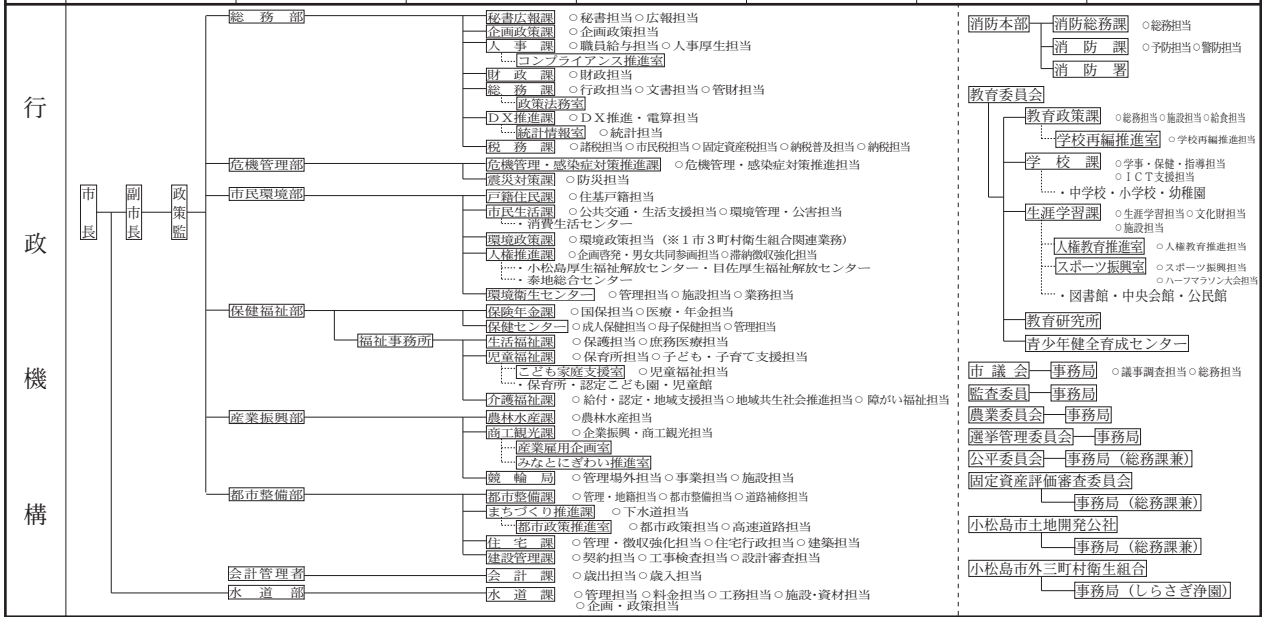 行政機構
市長
副市長
政策監
総務部
秘書広報課 ○秘書担当○広報担当
企画政策課 ○企画政策担当
人事課 ○職員給与担当○人事厚生担当
コンプライアンス推進室
財政課 ○財政担当
総務課 ○行政担当○文書担当○管財担当
政策法務室
DX推進課 ○DX推進・電算担当
統計情報室 ○統計担当
税務課 ○諸税担当○市民税担当○固定資産税担当○納税普及担当○納税担当
危機管理部
危機管理・感染症対策推進課 ○危機管理・感染症対策推進担当
震災対策課 ○防災担当
市民環境部
戸籍住民課 ○住基戸籍担当
市民生活課 ○公共交通・生活支援担当○環境管理・公害担当
・消費生活センター
環境政策課 ○環境政策担当（※1市3町村衛生組合関連業務）
人権推進課 ○企画啓発・男女共同参画担当○滞納徴収強化担当
・小松島厚生福祉解放センター・目佐厚生福祉解放センター
・泰地総合センター
環境衛生センター ○管理担当○施設担当○業務担当
保健福祉部
保険年金課 ○国保担当○医療・年金担当
保健センター ○成人保健担当○母子保健担当○管理担当
福祉事務所
生活福祉課 ○保護担当○庶務医療担当
児童福祉課 ○保育所担当○子ども・子育て支援担当
こども家庭支援室 ○児童福祉担当
・保育所・認定こども園・児童館
介護福祉課 ○給付・認定・地域支援担当○地域共生社会推進担当○障がい福祉担当
産業振興部
農林水産課 ○農林水産担当
商工観光課 ○企業振興・商工観光担当
産業雇用企画室
みなとにぎわい推進室
競輪局 ○管理場外担当○事業担当○施設担当
都市整備部
都市整備課 ○管理・地籍担当○都市整備担当○道路補修担当
まちづくり推進課 ○下水道担当
都市政策推進室 ○都市政策担当○高速道路担当
住宅課 ○管理・徴収強化担当○住宅行政担当○建築担当
建設管理課 ○契約担当○工事検査担当○設計審査担当
会計管理者
会計課 ○歳出担当○歳入担当
水道部
水道課 ○管理担当○料金担当○工務担当○施設・資材担当
○企画・政策担当
消防本部
消防総務課 ○総務担当
消防課 ○予防担当○警防担当
消防署
教育委員会
教育政策課 ○総務担当○施設担当○給食担当
学校再編推進室 ○学校再編推進担当
学校課 ○学事・保健・指導担当
○ICT支援担当
・中学校・小学校・幼稚園
生涯学習課 ○生涯学習担当○文化財担当
○施設担当
人権教育推進室 ○人権教育推進担当
スポーツ振興室 ○スポーツ振興担当
○ハーフマラソン大会担当
・図書館・中央会館・公民館
教育研究所
青少年健全育成センター
市議会 事務局 ○議事調査担当○総務担当
監査委員 事務局
農業委員会 事務局
選挙管理委員会 事務局
公平委員会 事務局（総務課兼）
固定資産評価審査委員会
事務局（総務課兼）
小松島市土地開発公社
事務局（総務課兼）
小松島市外三町村衛生組合
事務局（しらさぎ浄園）